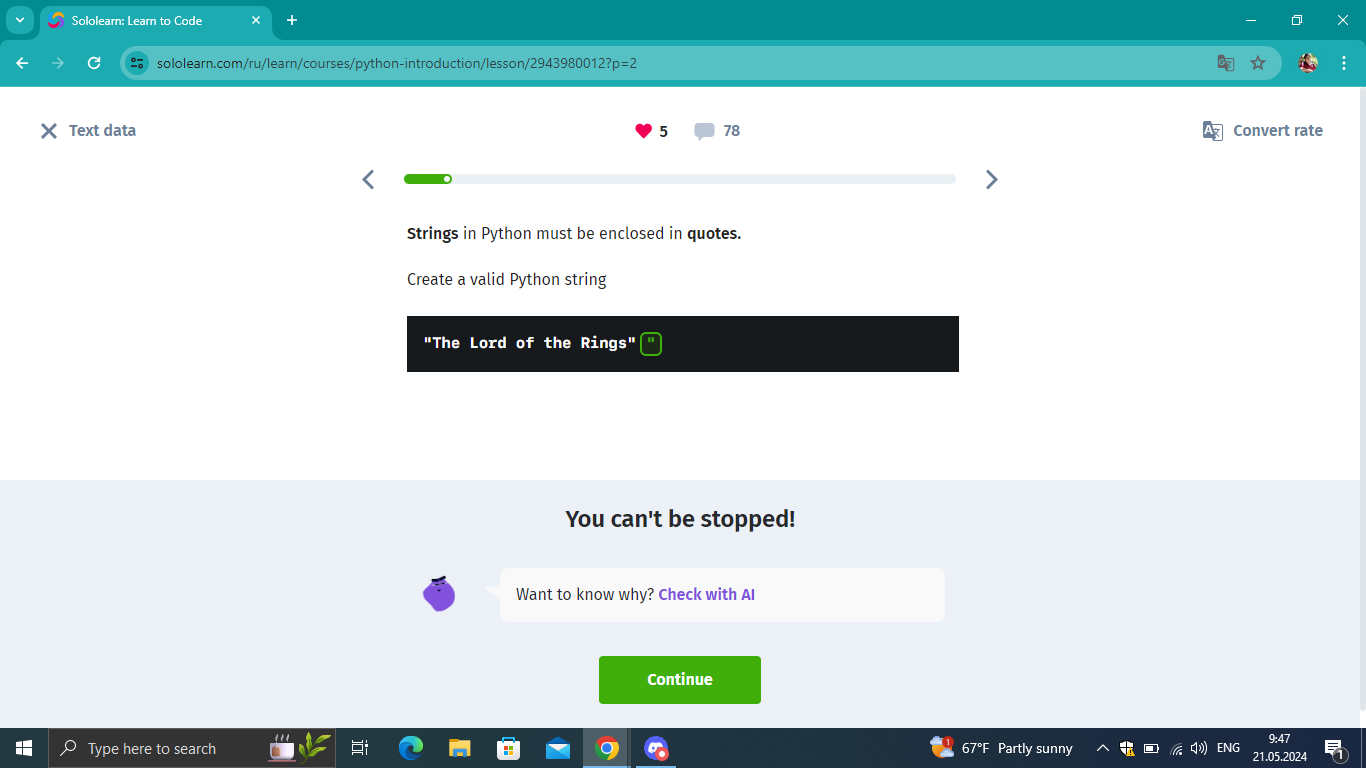 Sololearn: Learn to Code
sololearn.com/ru/learn/courses/python-introduction/lesson/2943980012?p=2
Text data
5
78
Convert rate
Strings in Python must be enclosed in quotes.
Create a valid Python string
"The Lord of the Rings" "
You can't be stopped!
Want to know why? Check with AI
Continue
Type here to search
1
67°F Partly sunny
ENG
9:47
21.05.2024
1